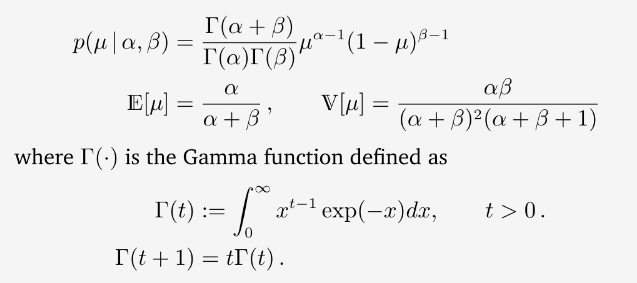 p(μ | α, β) = Γ(α + β) / Γ(α)Γ(β) μ^{α−1}(1 − μ)^{β−1}
𝔼[μ] = α / (α + β) , 𝕍[μ] = αβ / ((α + β)²(α + β + 1))
where Γ(·) is the Gamma function defined as
Γ(t) := ∫₀^∞ x^{t−1} exp(−x)dx, t > 0 .
Γ(t + 1) = tΓ(t) .